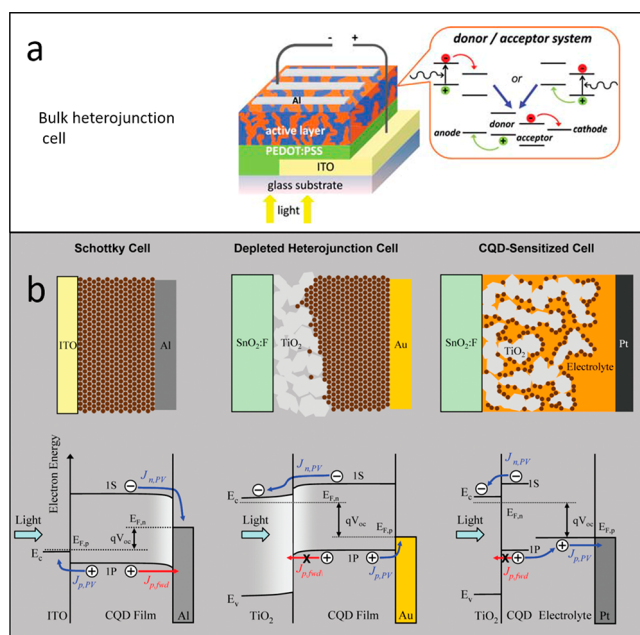 a
Bulk heterojunction
cell
- +
Al
active layer
PEDOT:PSS
ITO
glass substrate
light
donor / acceptor system
- + or - +
donor
-
anode
+
acceptor
cathode
b
Schottky Cell
Depleted Heterojunction Cell
CQD-Sensitized Cell
ITO
Al
SnO2:F
TiO2
Au
SnO2:F
TiO2
Electrolyte
Pt
Electron Energy
1S
Jn,PV
EF,n
EF,p
qVoc
Light
Ec
1P
Jp,PV
Jp,fwd
ITO
CQD Film
Al
Jn,PV
1S
Ec
EF,n
EF,p
qVoc
Light
X
Jp,fwd
1P
Jp,PV
Ev
TiO2
CQD Film
Au
Jn,PV
1S
Ec
EF,n
EF,p
qVoc
Light
1P
X
Jp,fwd
Jp,PV
Ev
TiO2
CQD
Electrolyte
Pt